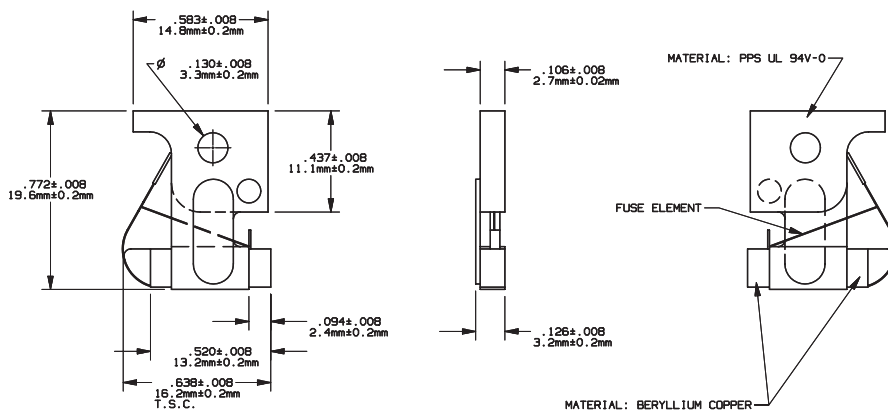 .583±.008
14.8mm±0.2mm
ø .130±.008
3.3mm±0.2mm
.772±.008
19.6mm±0.2mm
.437±.008
11.1mm±0.2mm
.094±.008
2.4mm±0.2mm
.520±.008
13.2mm±0.2mm
.638±.008
16.2mm±0.2mm
T.S.C.
.106±.008
2.7mm±0.02mm
.126±.008
3.2mm±0.2mm
MATERIAL: PPS UL 94V-0
FUSE ELEMENT
MATERIAL: BERYLLIUM COPPER